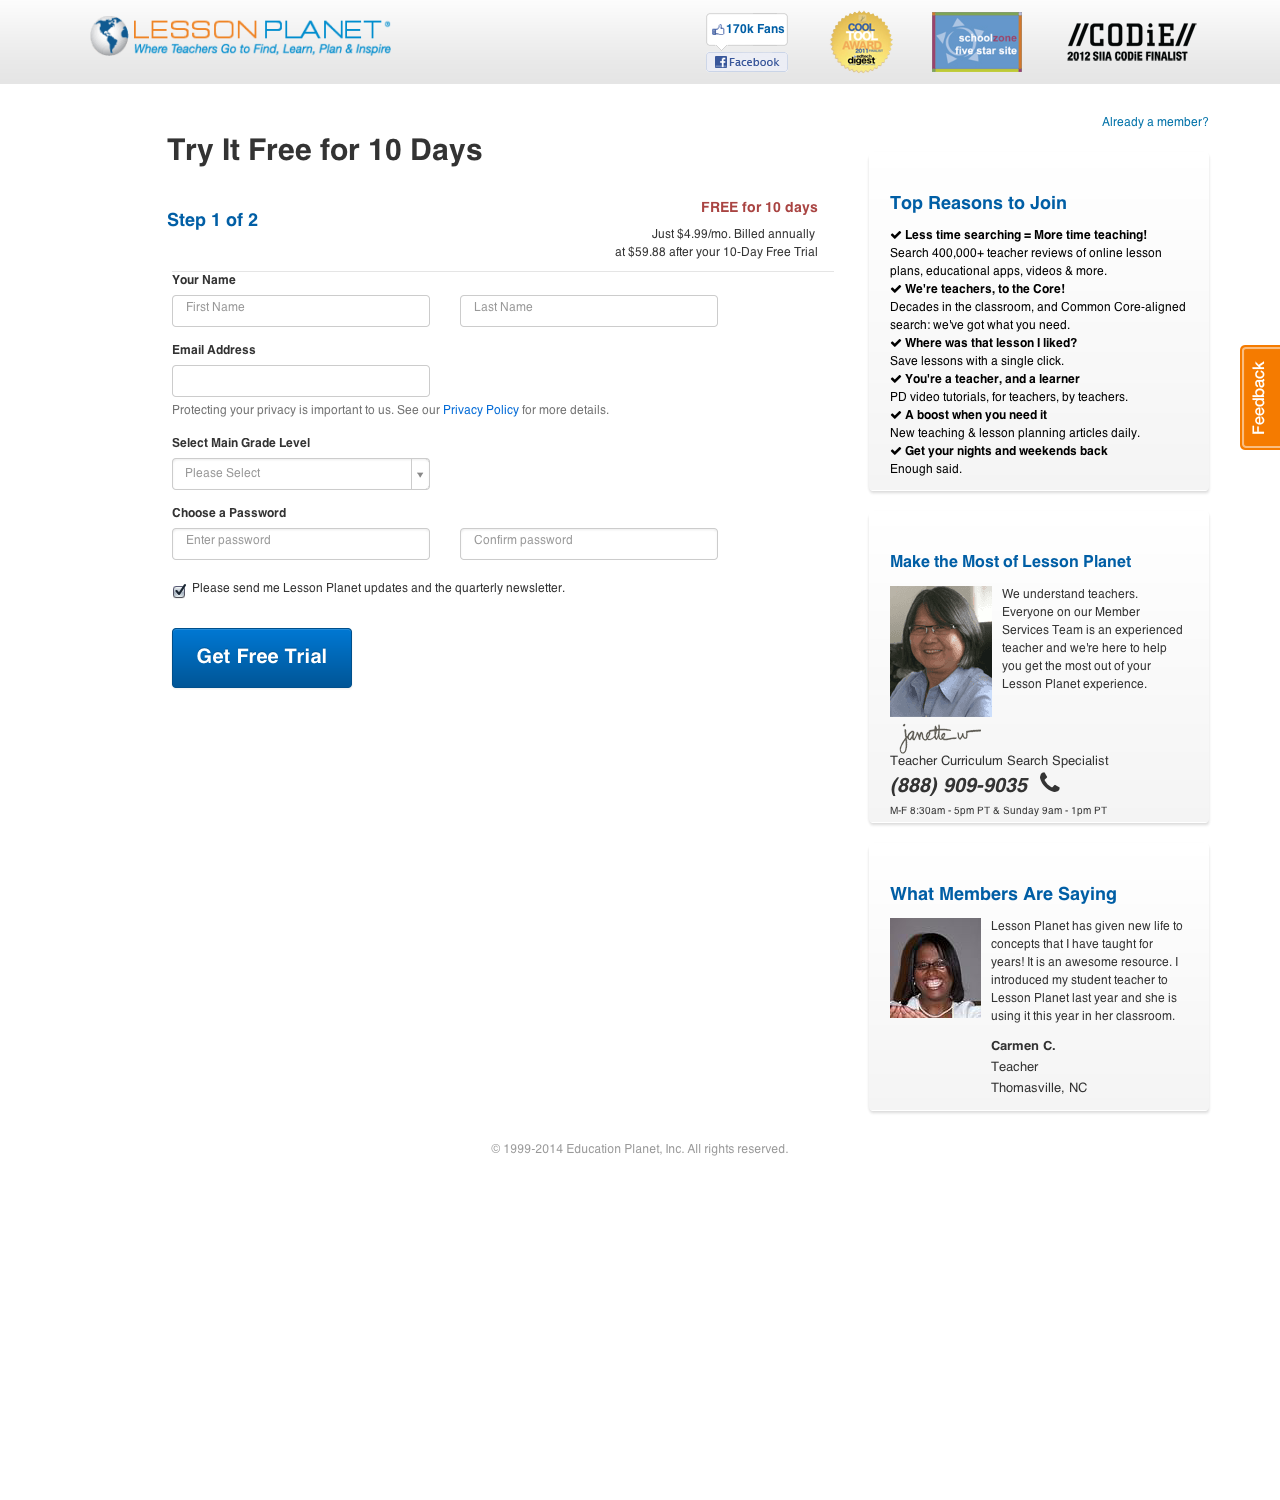 LESSON PLANET®
Where Teachers Go to Find, Learn, Plan & Inspire
170k Fans
Facebook
COOL
TOOL
AWARD
2011
digest
schoolzone
five star site
//CODiE//
2012 SIIA CODiE FINALIST
Already a member?
Try It Free for 10 Days
Step 1 of 2
FREE for 10 days
Just $4.99/mo. Billed annually
at $59.88 after your 10-Day Free Trial
Your Name
First Name
Last Name
Email Address
Protecting your privacy is important to us. See our Privacy Policy for more details.
Select Main Grade Level
Please Select
Choose a Password
Enter password
Confirm password
Please send me Lesson Planet updates and the quarterly newsletter.
Get Free Trial
Top Reasons to Join
Less time searching = More time teaching!
Search 400,000+ teacher reviews of online lesson
plans, educational apps, videos & more.
We're teachers, to the Core!
Decades in the classroom, and Common Core-aligned
search: we've got what you need.
Where was that lesson I liked?
Save lessons with a single click.
You're a teacher, and a learner
PD video tutorials, for teachers, by teachers.
A boost when you need it
New teaching & lesson planning articles daily.
Get your nights and weekends back
Enough said.
Feedback
Make the Most of Lesson Planet
We understand teachers.
Everyone on our Member
Services Team is an experienced
teacher and we're here to help
you get the most out of your
Lesson Planet experience.
janette w
Teacher Curriculum Search Specialist
(888) 909-9035
M-F 8:30am - 5pm PT & Sunday 9am - 1pm PT
What Members Are Saying
Lesson Planet has given new life to
concepts that I have taught for
years! It is an awesome resource. I
introduced my student teacher to
Lesson Planet last year and she is
using it this year in her classroom.
Carmen C.
Teacher
Thomasville, NC
© 1999-2014 Education Planet, Inc. All rights reserved.